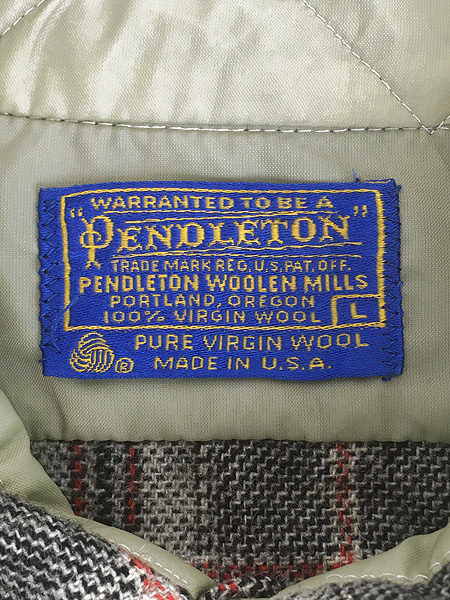 WARRANTED TO BE A
"PENDLETON"
TRADE MARK REG. U.S. PAT. OFF.
PENDLETON WOOLEN MILLS
PORTLAND, OREGON
100% VIRGIN WOOL L
PURE VIRGIN WOOL
® MADE IN U.S.A.